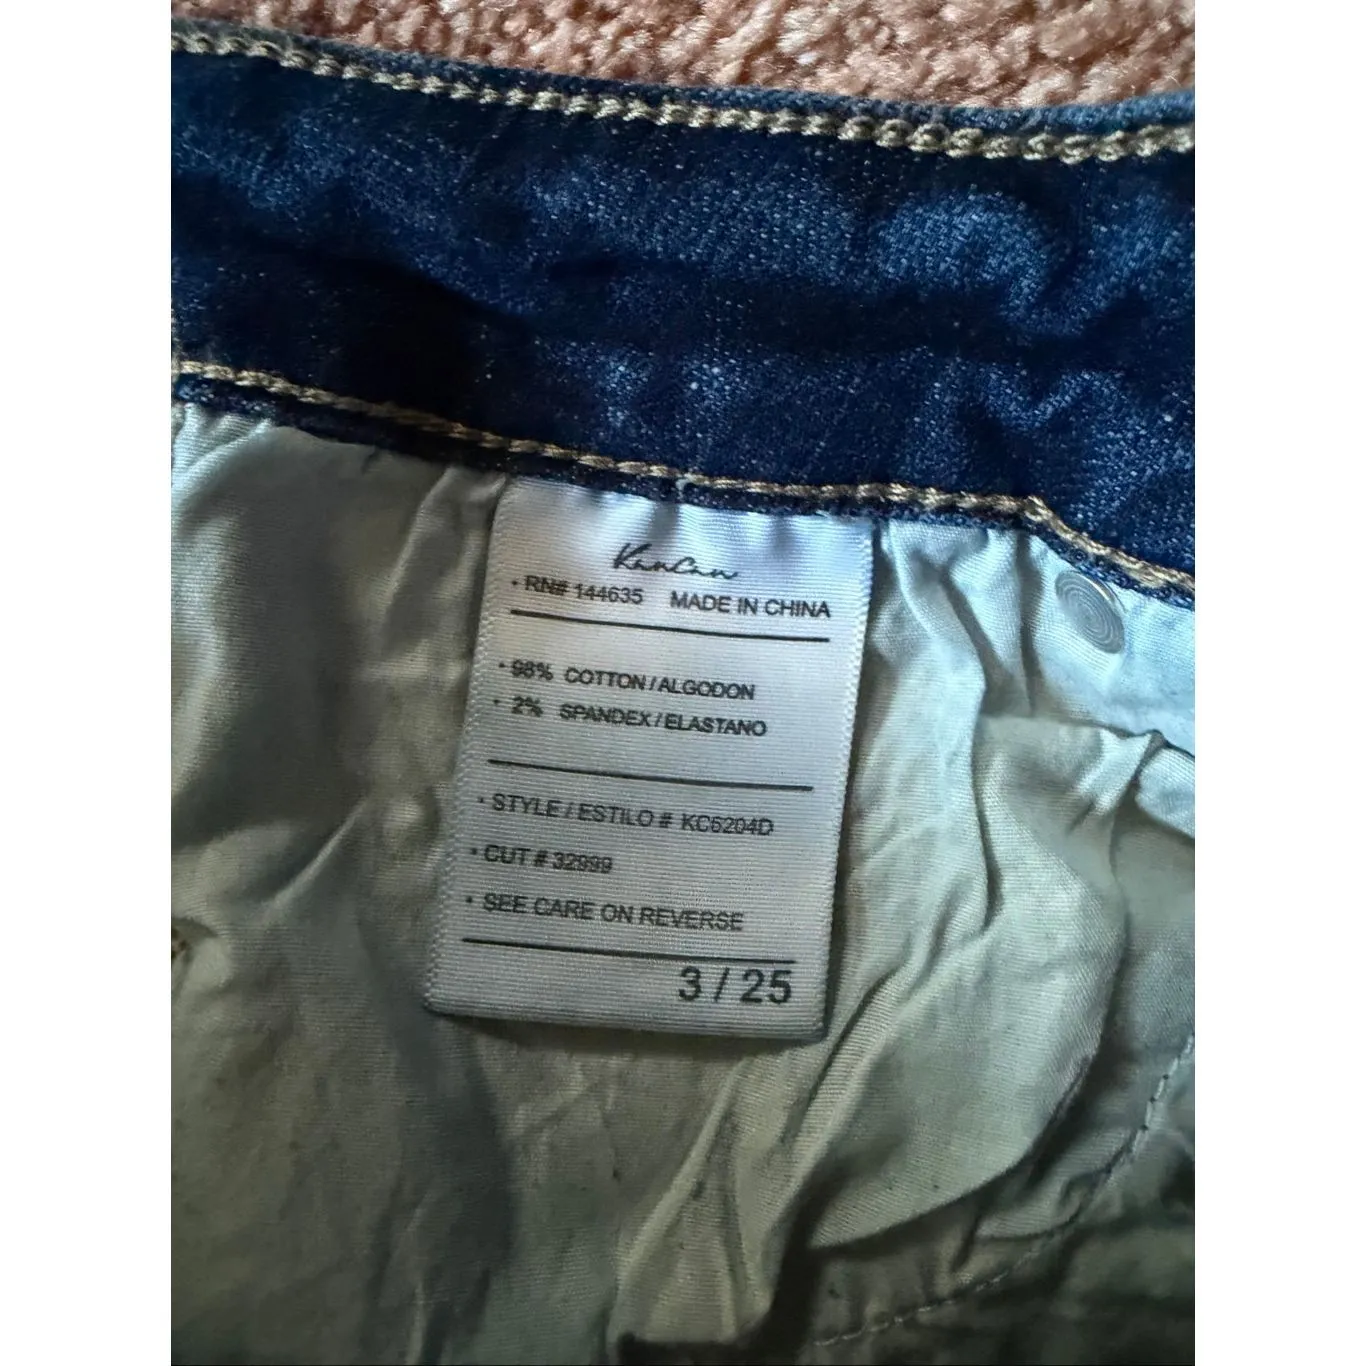 KanCan
• RN# 144635 MADE IN CHINA
• 98% COTTON / ALGODON
• 2% SPANDEX / ELASTANO
• STYLE / ESTILO # KC6204D
• CUT # 32999
• SEE CARE ON REVERSE
3 / 25